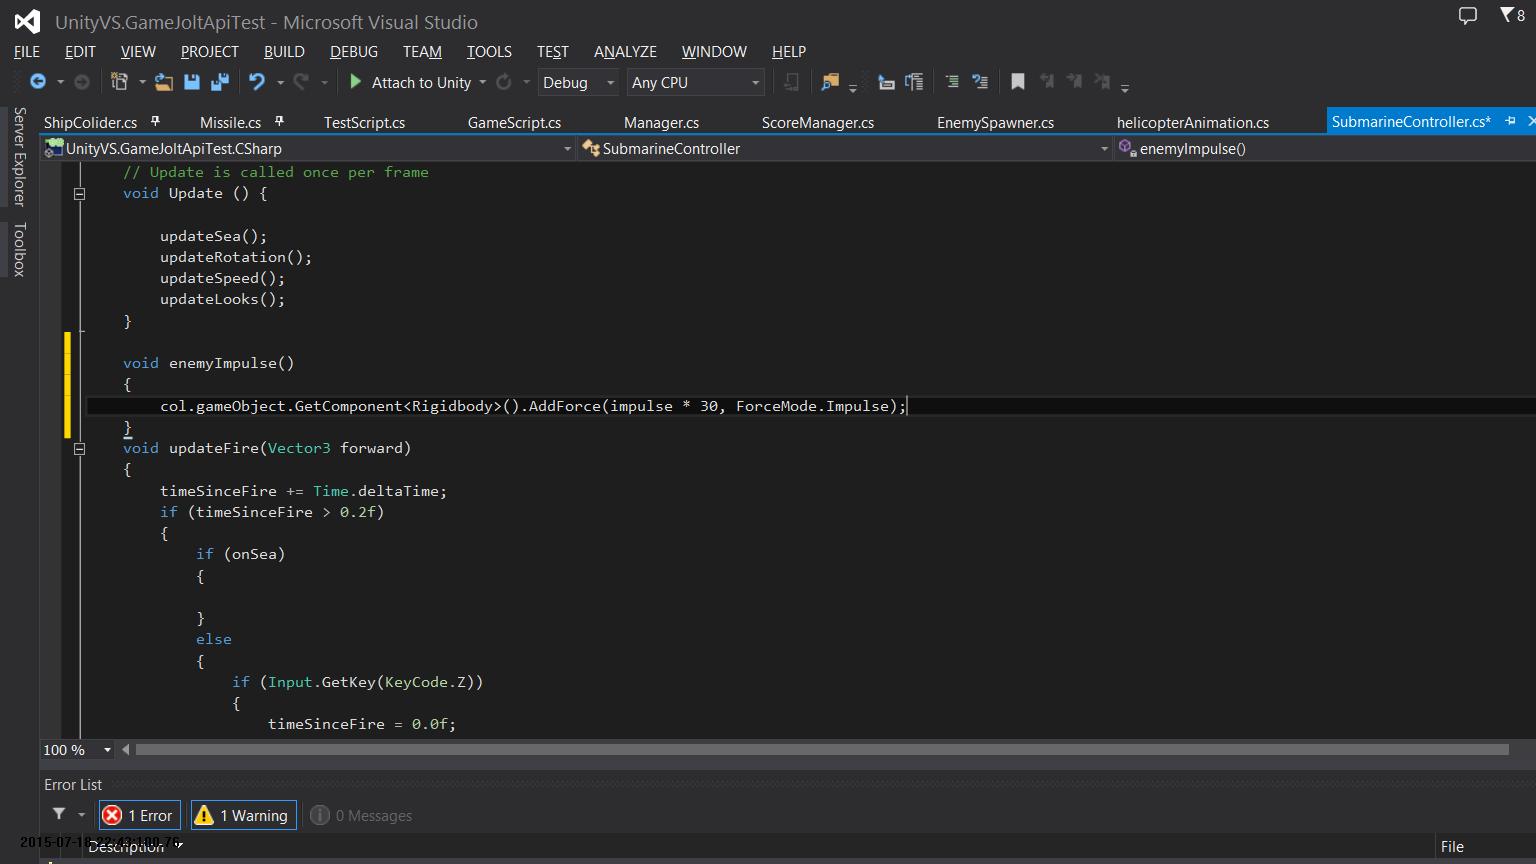 UnityVS.GameJoltApiTest - Microsoft Visual Studio
8
FILE EDIT VIEW PROJECT BUILD DEBUG TEAM TOOLS TEST ANALYZE WINDOW HELP
Attach to Unity Debug Any CPU
Server Explorer
Toolbox
ShipColider.cs Missile.cs TestScript.cs GameScript.cs Manager.cs ScoreManager.cs EnemySpawner.cs helicopterAnimation.cs SubmarineController.cs*
UnityVS.GameJoltApiTest.CSharp SubmarineController enemyImpulse()
// Update is called once per frame
void Update () {
updateSea();
updateRotation();
updateSpeed();
updateLooks();
}
void enemyImpulse()
{
col.gameObject.GetComponent<Rigidbody>().AddForce(impulse * 30, ForceMode.Impulse);
}
void updateFire(Vector3 forward)
{
timeSinceFire += Time.deltaTime;
if (timeSinceFire > 0.2f)
{
if (onSea)
{
}
else
{
if (Input.GetKey(KeyCode.Z))
{
timeSinceFire = 0.0f;
100 %
Error List
1 Error 1 Warning 0 Messages
Description File